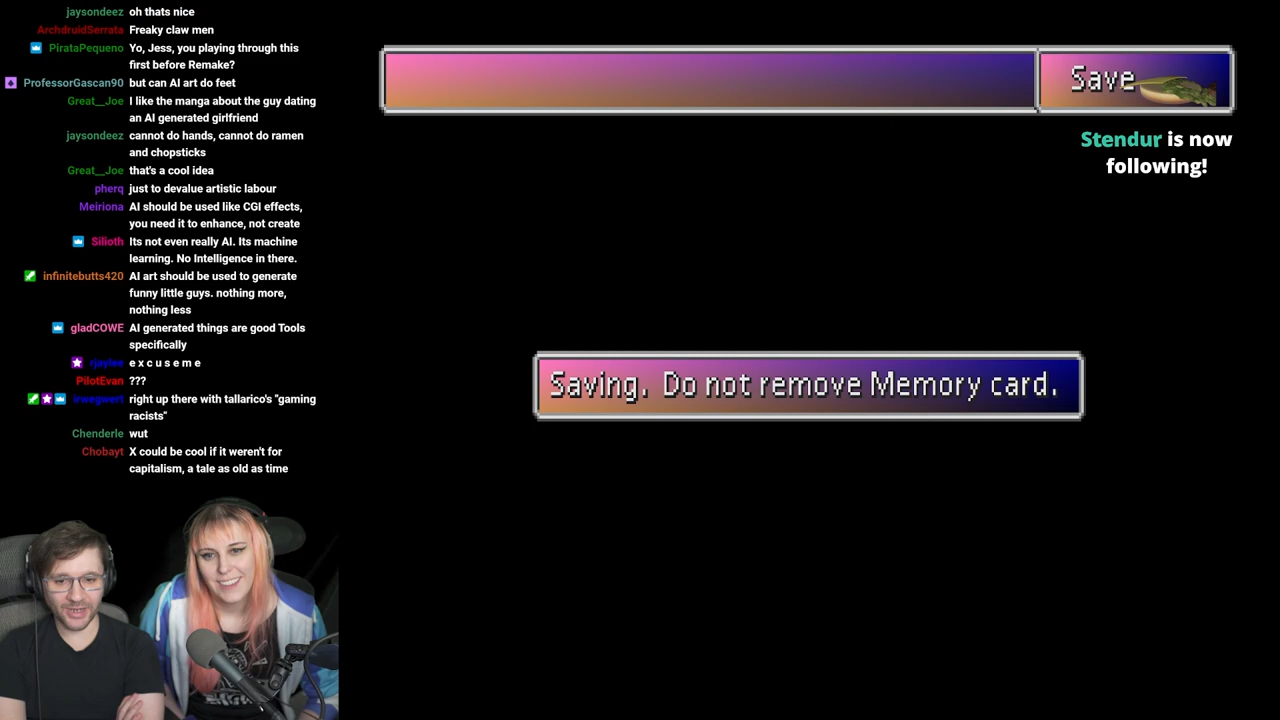 jaysondeez oh thats nice
ArchdruidSerrata Freaky claw men
PirataPequeno Yo, Jess, you playing through this
first before Remake?
ProfessorGascan90 but can AI art do feet
Great__Joe I like the manga about the guy dating
an AI generated girlfriend
jaysondeez cannot do hands, cannot do ramen
and chopsticks
Great__Joe that's a cool idea
pherq just to devalue artistic labour
Meiriona AI should be used like CGI effects,
you need it to enhance, not create
Silioth Its not even really AI. Its machine
learning. No Intelligence in there.
infinitebutts420 AI art should be used to generate
funny little guys. nothing more,
nothing less
gladCOWE AI generated things are good Tools
specifically
rjaylee e x c u s e m e
PilotEvan ???
irwegwert right up there with tallarico's "gaming
racists"
Chenderle wut
Chobayt X could be cool if it weren't for
capitalism, a tale as old as time
Save
Stendur is now
following!
Saving. Do not remove Memory card.